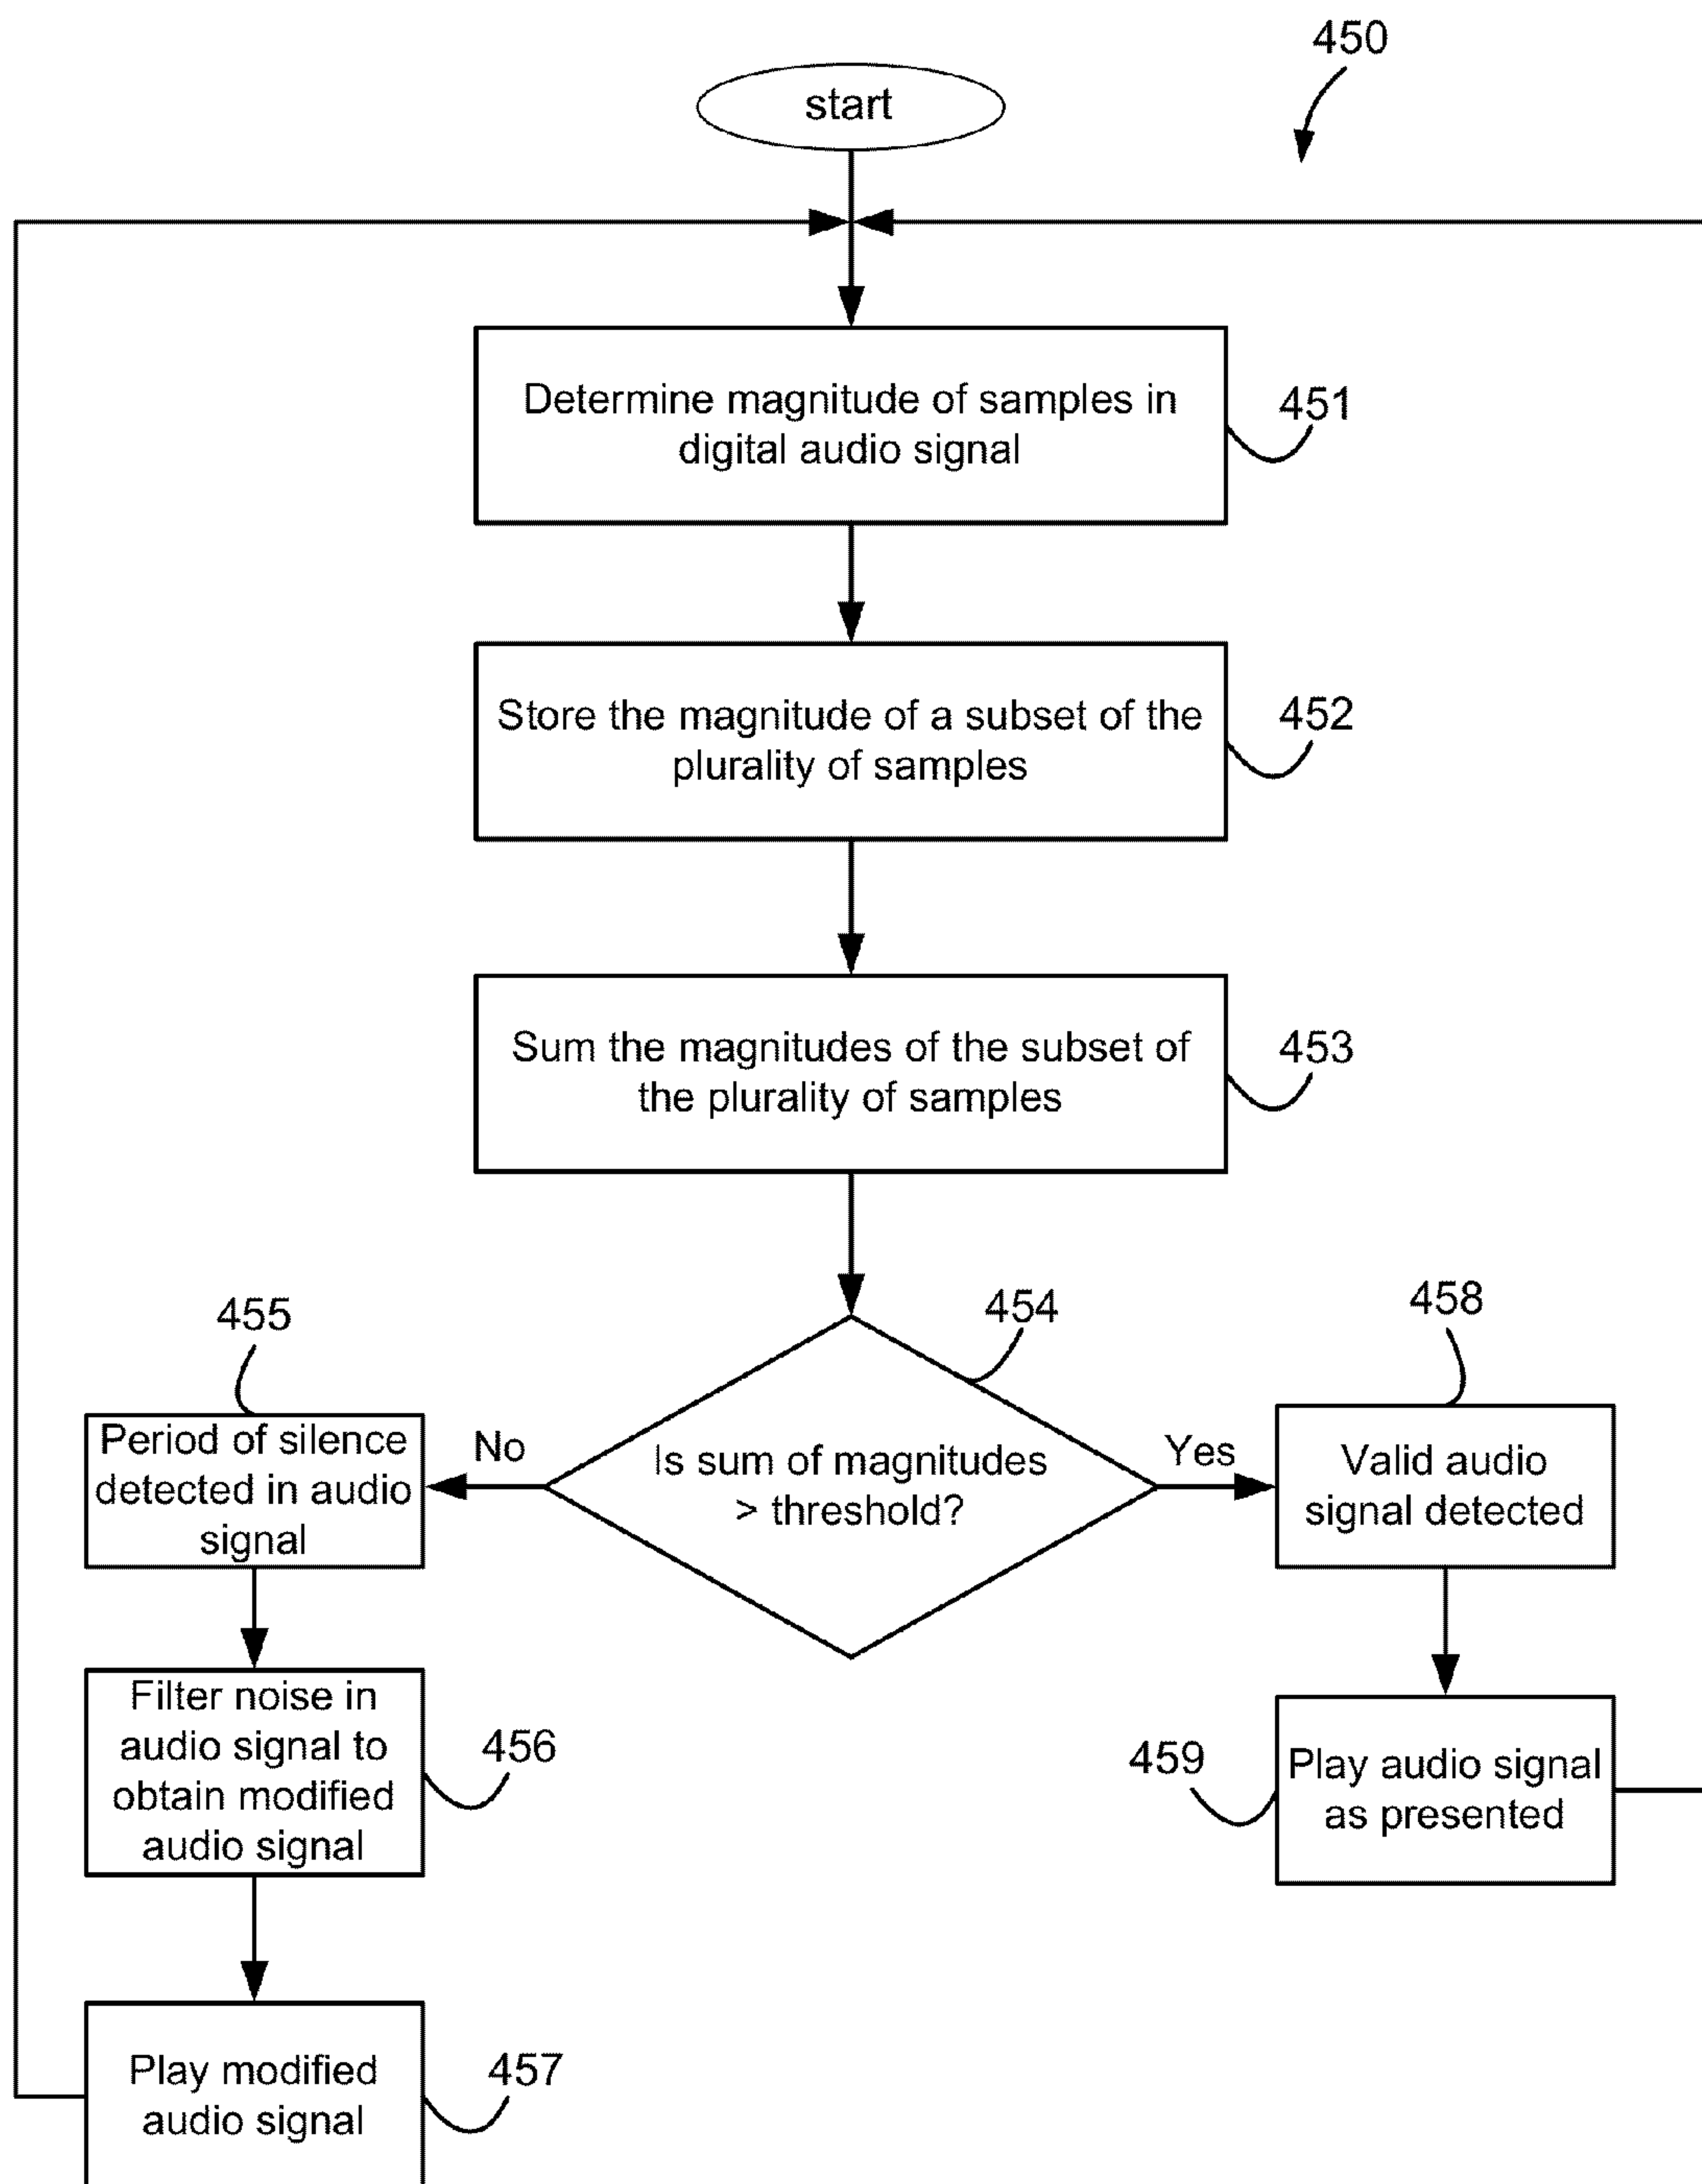 450
start
Determine magnitude of samples in
digital audio signal
451
Store the magnitude of a subset of the
plurality of samples
452
Sum the magnitudes of the subset of
the plurality of samples
453
454
Is sum of magnitudes
> threshold?
No
Yes
455
Period of silence
detected in audio
signal
458
Valid audio
signal detected
Filter noise in
audio signal to
obtain modified
audio signal
456
459
Play audio signal
as presented
Play modified
audio signal
457